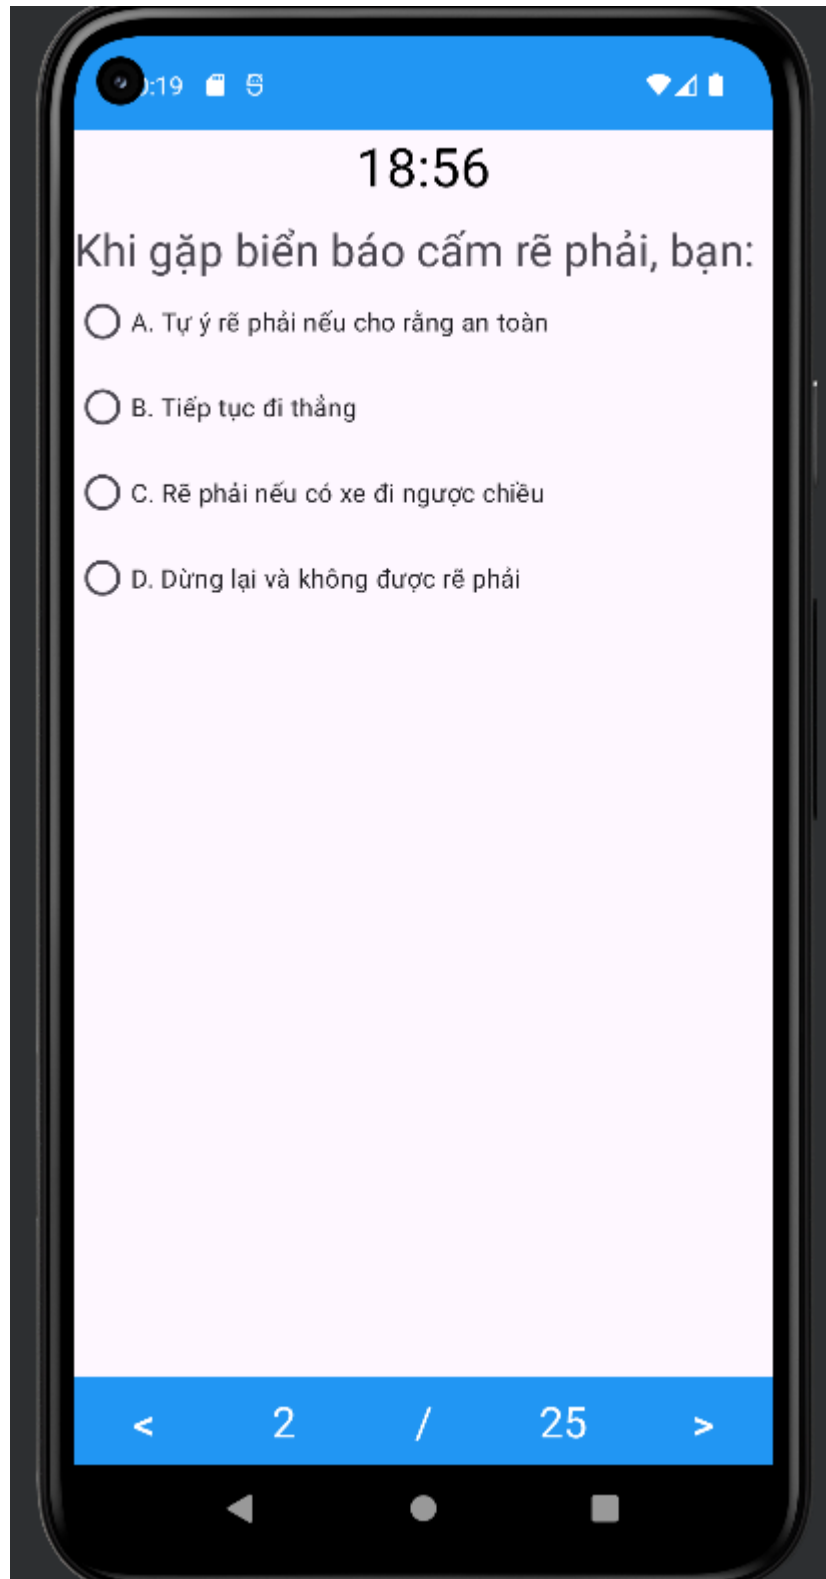 :19
18:56
Khi gặp biển báo cấm rẽ phải, bạn:
A. Tự ý rẽ phải nếu cho rằng an toàn
B. Tiếp tục đi thẳng
C. Rẽ phải nếu có xe đi ngược chiều
D. Dừng lại và không được rẽ phải
< 2 / 25 >